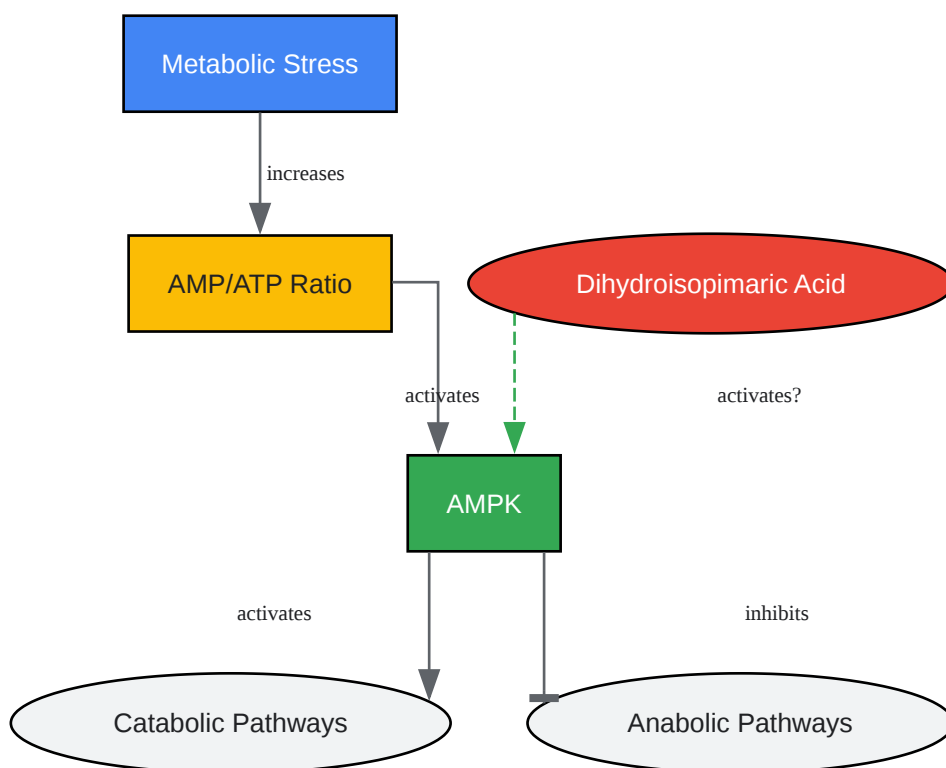 Metabolic Stress
increases
AMP/ATP Ratio
Dihydroisopimaric Acid
activates
activates?
AMPK
activates
inhibits
Catabolic Pathways
Anabolic Pathways